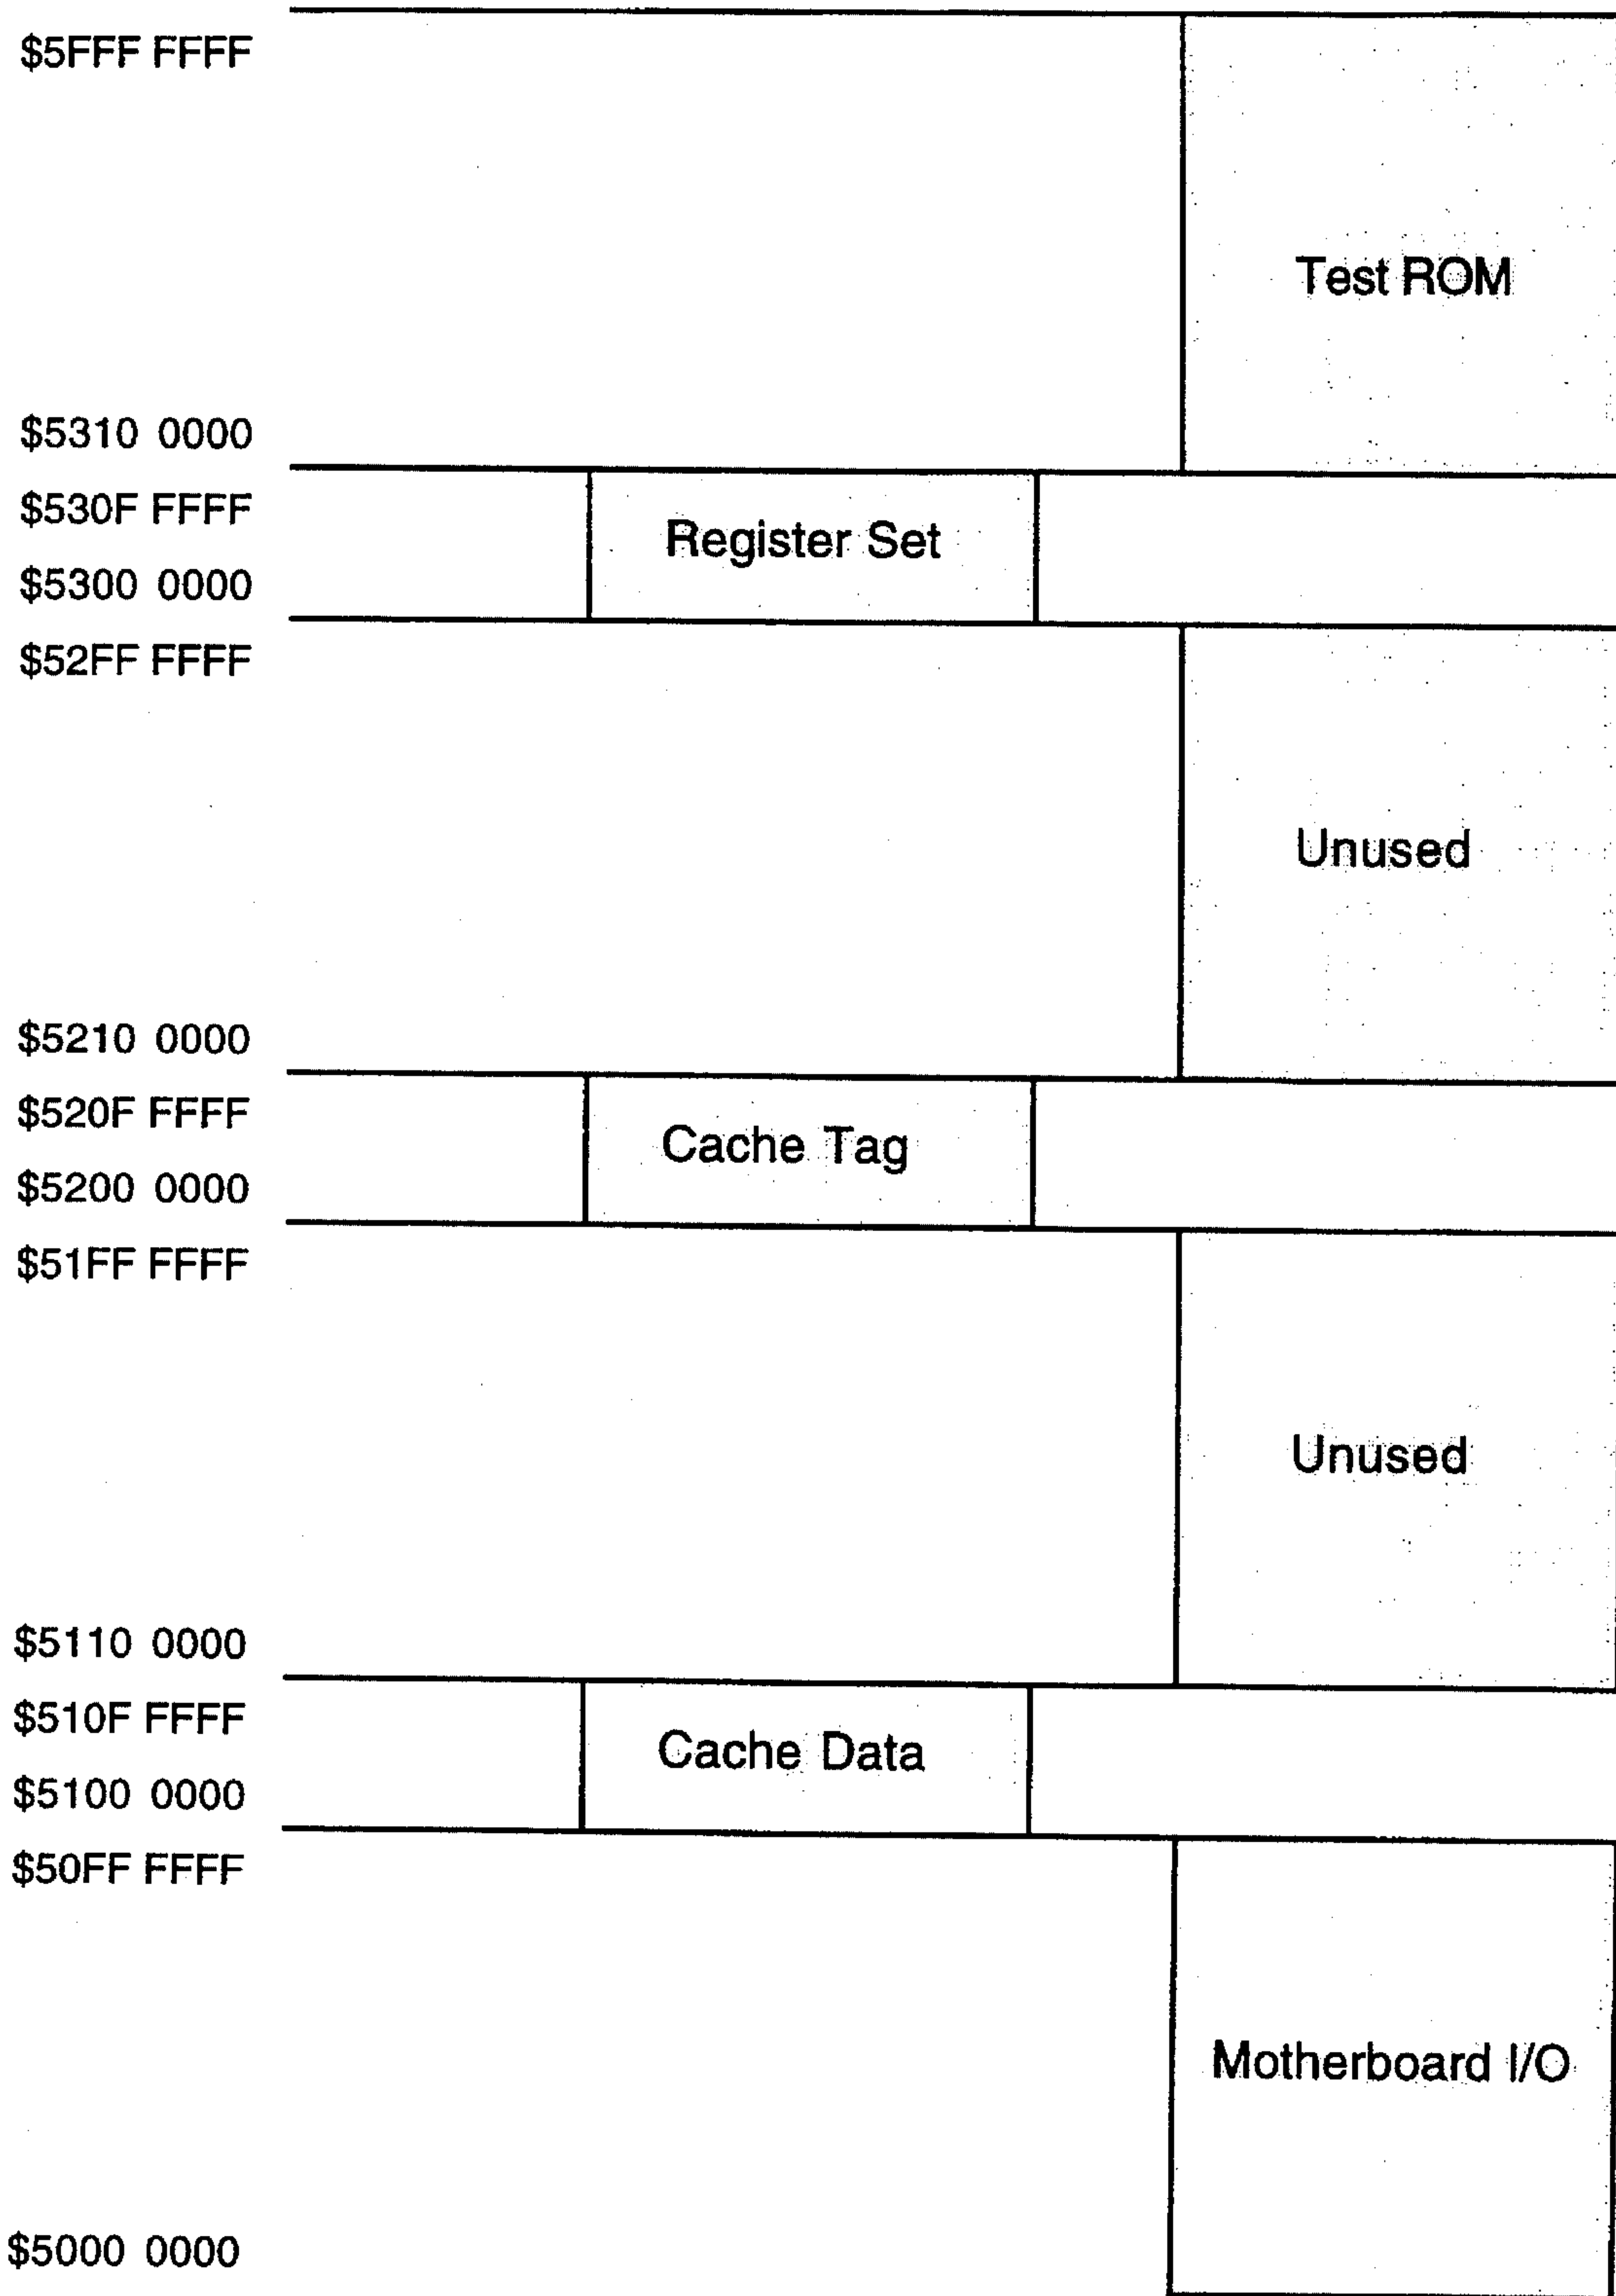 $5FFF FFFF
Test ROM
$5310 0000
$530F FFFF
Register Set
$5300 0000
$52FF FFFF
Unused
$5210 0000
$520F FFFF
Cache Tag
$5200 0000
$51FF FFFF
Unused
$5110 0000
$510F FFFF
Cache Data
$5100 0000
$50FF FFFF
Motherboard I/O
$5000 0000